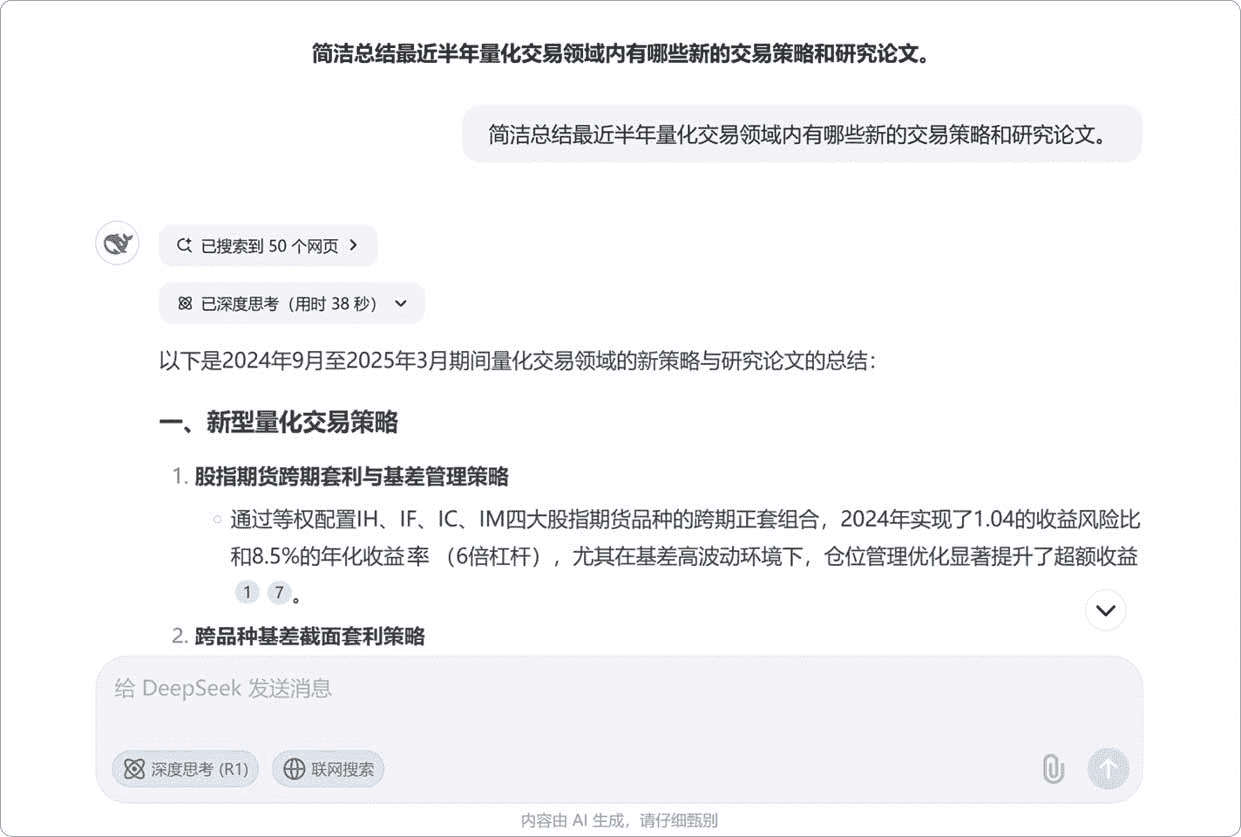 简洁总结最近半年量化交易领域内有哪些新的交易策略和研究论文。
简洁总结最近半年量化交易领域内有哪些新的交易策略和研究论文。
已搜索到 50 个网页
已深度思考（用时 38 秒）
以下是2024年9月至2025年3月期间量化交易领域的新策略与研究论文的总结：
一、新型量化交易策略
1. 股指期货跨期套利与基差管理策略
通过等权配置IH、IF、IC、IM四大股指期货品种的跨期正套组合，2024年实现了1.04的收益风险比
和8.5%的年化收益率 （6倍杠杆），尤其在基差高波动环境下，仓位管理优化显著提升了超额收益
1 7 。
2. 跨品种基差截面套利策略
给 DeepSeek 发送消息
深度思考 (R1) 联网搜索
内容由 AI 生成，请仔细甄别